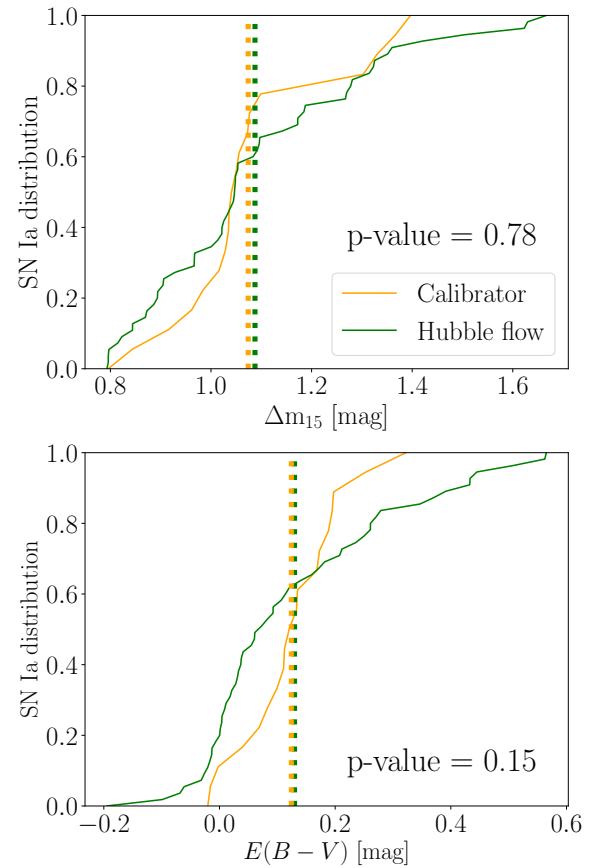 1.0
0.8
0.6
0.4
0.2
0.0
SN Ia distribution
p-value = 0.78
Calibrator
Hubble flow
0.8 1.0 1.2 1.4 1.6
Δm₁₅ [mag]
1.0
0.8
0.6
0.4
0.2
0.0
SN Ia distribution
p-value = 0.15
−0.2 0.0 0.2 0.4 0.6
E(B − V) [mag]